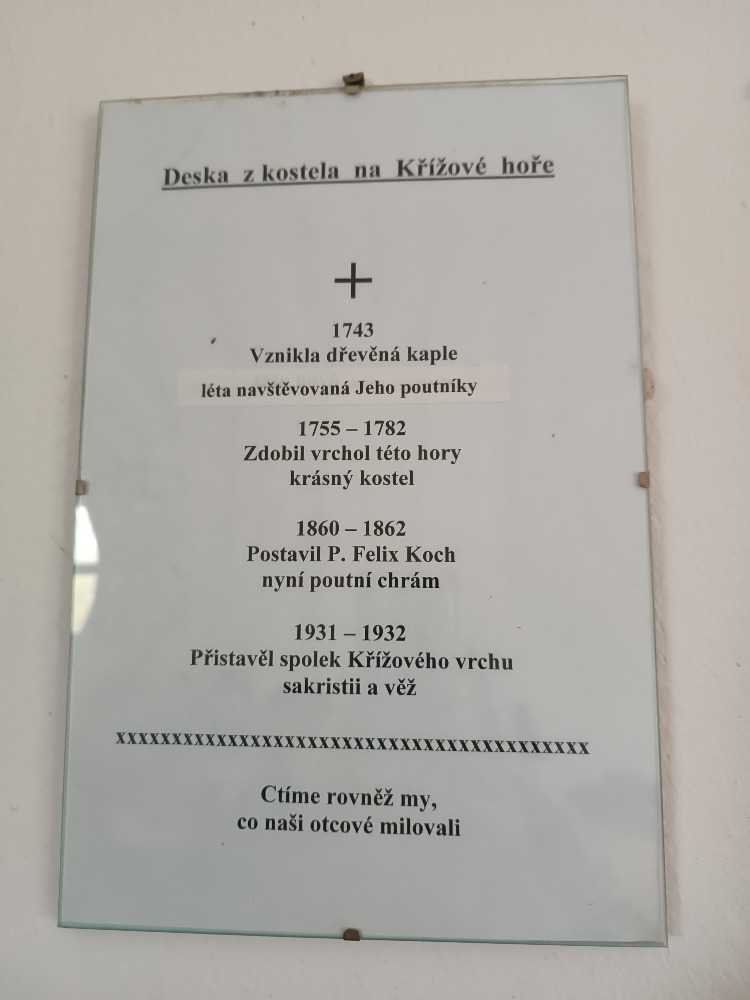 Deska z kostela na Křížové hoře
1743
Vznikla dřevěná kaple
léta navštěvovaná Jeho poutníky
1755 – 1782
Zdobil vrchol této hory
krásný kostel
1860 – 1862
Postavil P. Felix Koch
nyní poutní chrám
1931 – 1932
Přistavěl spolek Křížového vrchu
sakristii a věž
xxxxxxxxxxxxxxxxxxxxxxxxxxxxxxxxxxxxxxxxxx
Ctíme rovněž my,
co naši otcové milovali